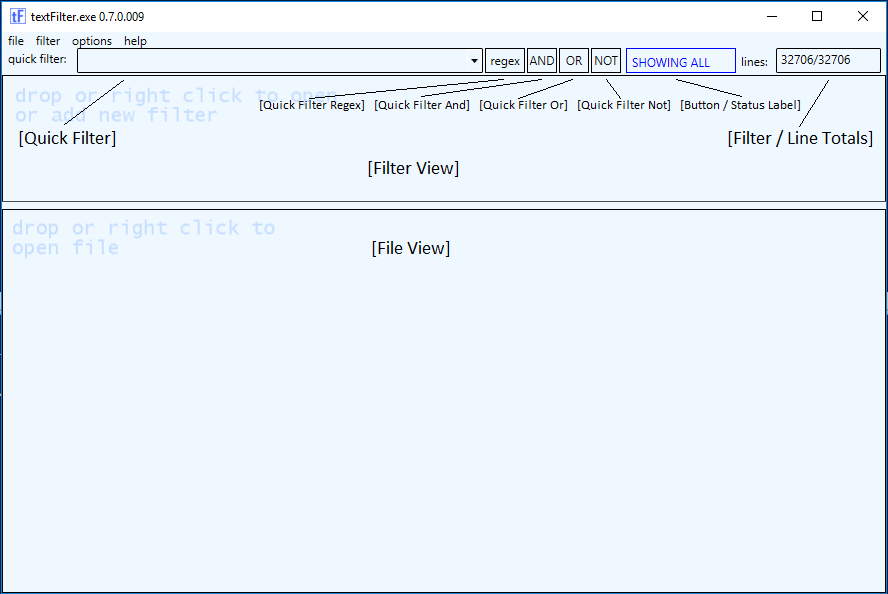 textFilter.exe 0.7.0.009
file filter options help
quick filter: regex AND OR NOT SHOWING ALL lines: 32706/32706
drop or right click to open
or add new filter
[Quick Filter Regex] [Quick Filter And] [Quick Filter Or] [Quick Filter Not] [Button / Status Label]
[Quick Filter] [Filter / Line Totals]
[Filter View]
drop or right click to
open file
[File View]